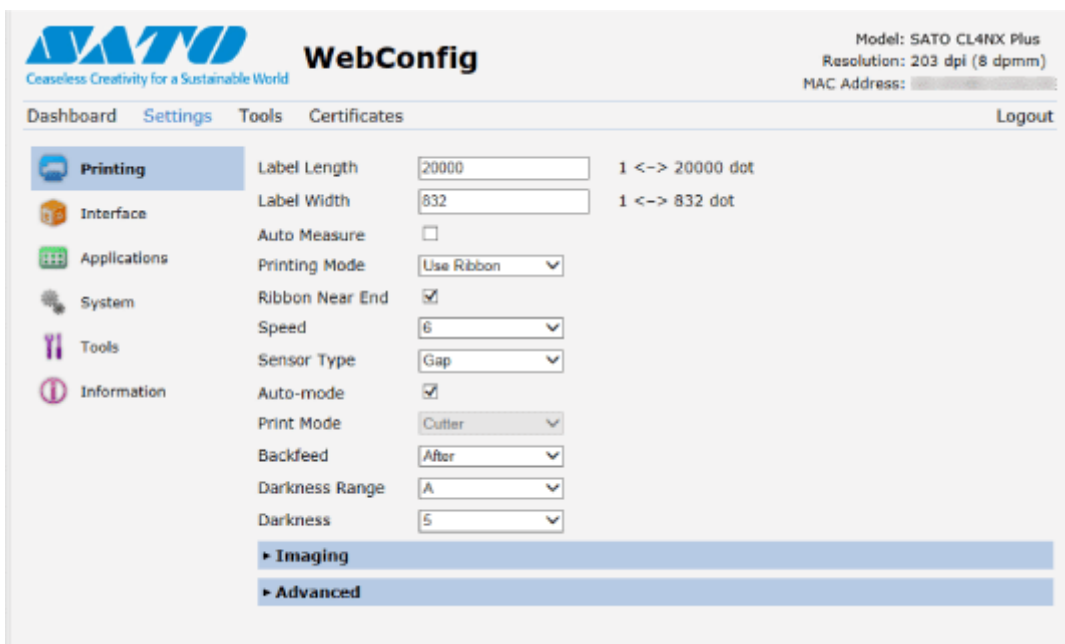 SATO
Ceaseless Creativity for a Sustainable World
WebConfig
Model: SATO CL4NX Plus
Resolution: 203 dpi (8 dpmm)
MAC Address:
Dashboard Settings Tools Certificates Logout
Printing
Interface
Applications
System
Tools
Information
Label Length 20000 1 <-> 20000 dot
Label Width 832 1 <-> 832 dot
Auto Measure
Printing Mode Use Ribbon
Ribbon Near End
Speed 6
Sensor Type Gap
Auto-mode
Print Mode Cutter
Backfeed After
Darkness Range A
Darkness 5
Imaging
Advanced